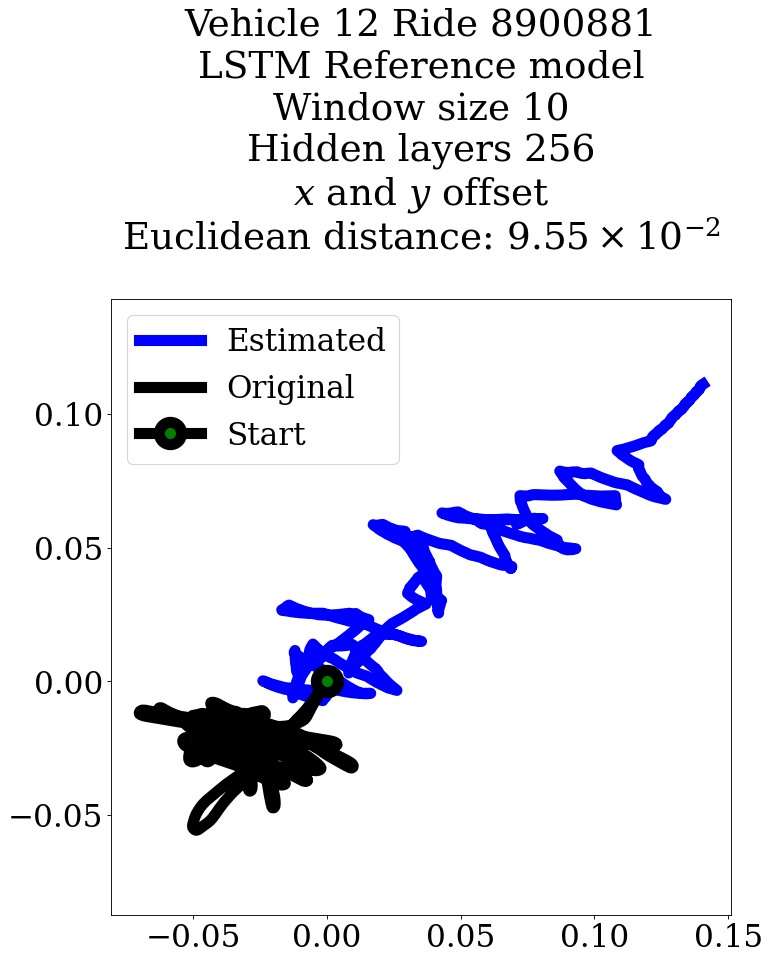 Vehicle 12 Ride 8900881
LSTM Reference model
Window size 10
Hidden layers 256
x and y offset
Euclidean distance: 9.55 × 10⁻²
Estimated
Original
Start
0.10
0.05
0.00
−0.05
−0.05 0.00 0.05 0.10 0.15